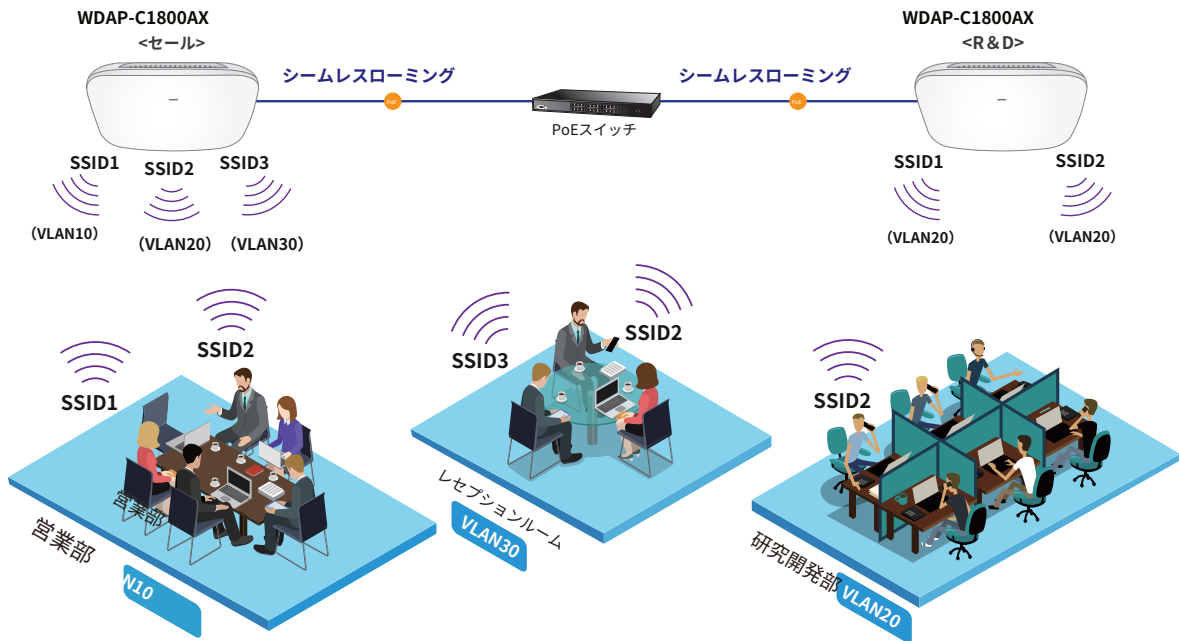 WDAP-C1800AX
<セール>
WDAP-C1800AX
<R&D>
シームレスローミング
PoE
シームレスローミング
PoE
PoEスイッチ
SSID1
SSID2
SSID3
SSID1
SSID2
(VLAN10)
(VLAN20)
(VLAN30)
(VLAN20)
(VLAN20)
SSID1
SSID2
SSID3
SSID2
SSID2
営業部
営業部
N10
レセプションルーム
VLAN30
研究開発部
VLAN20